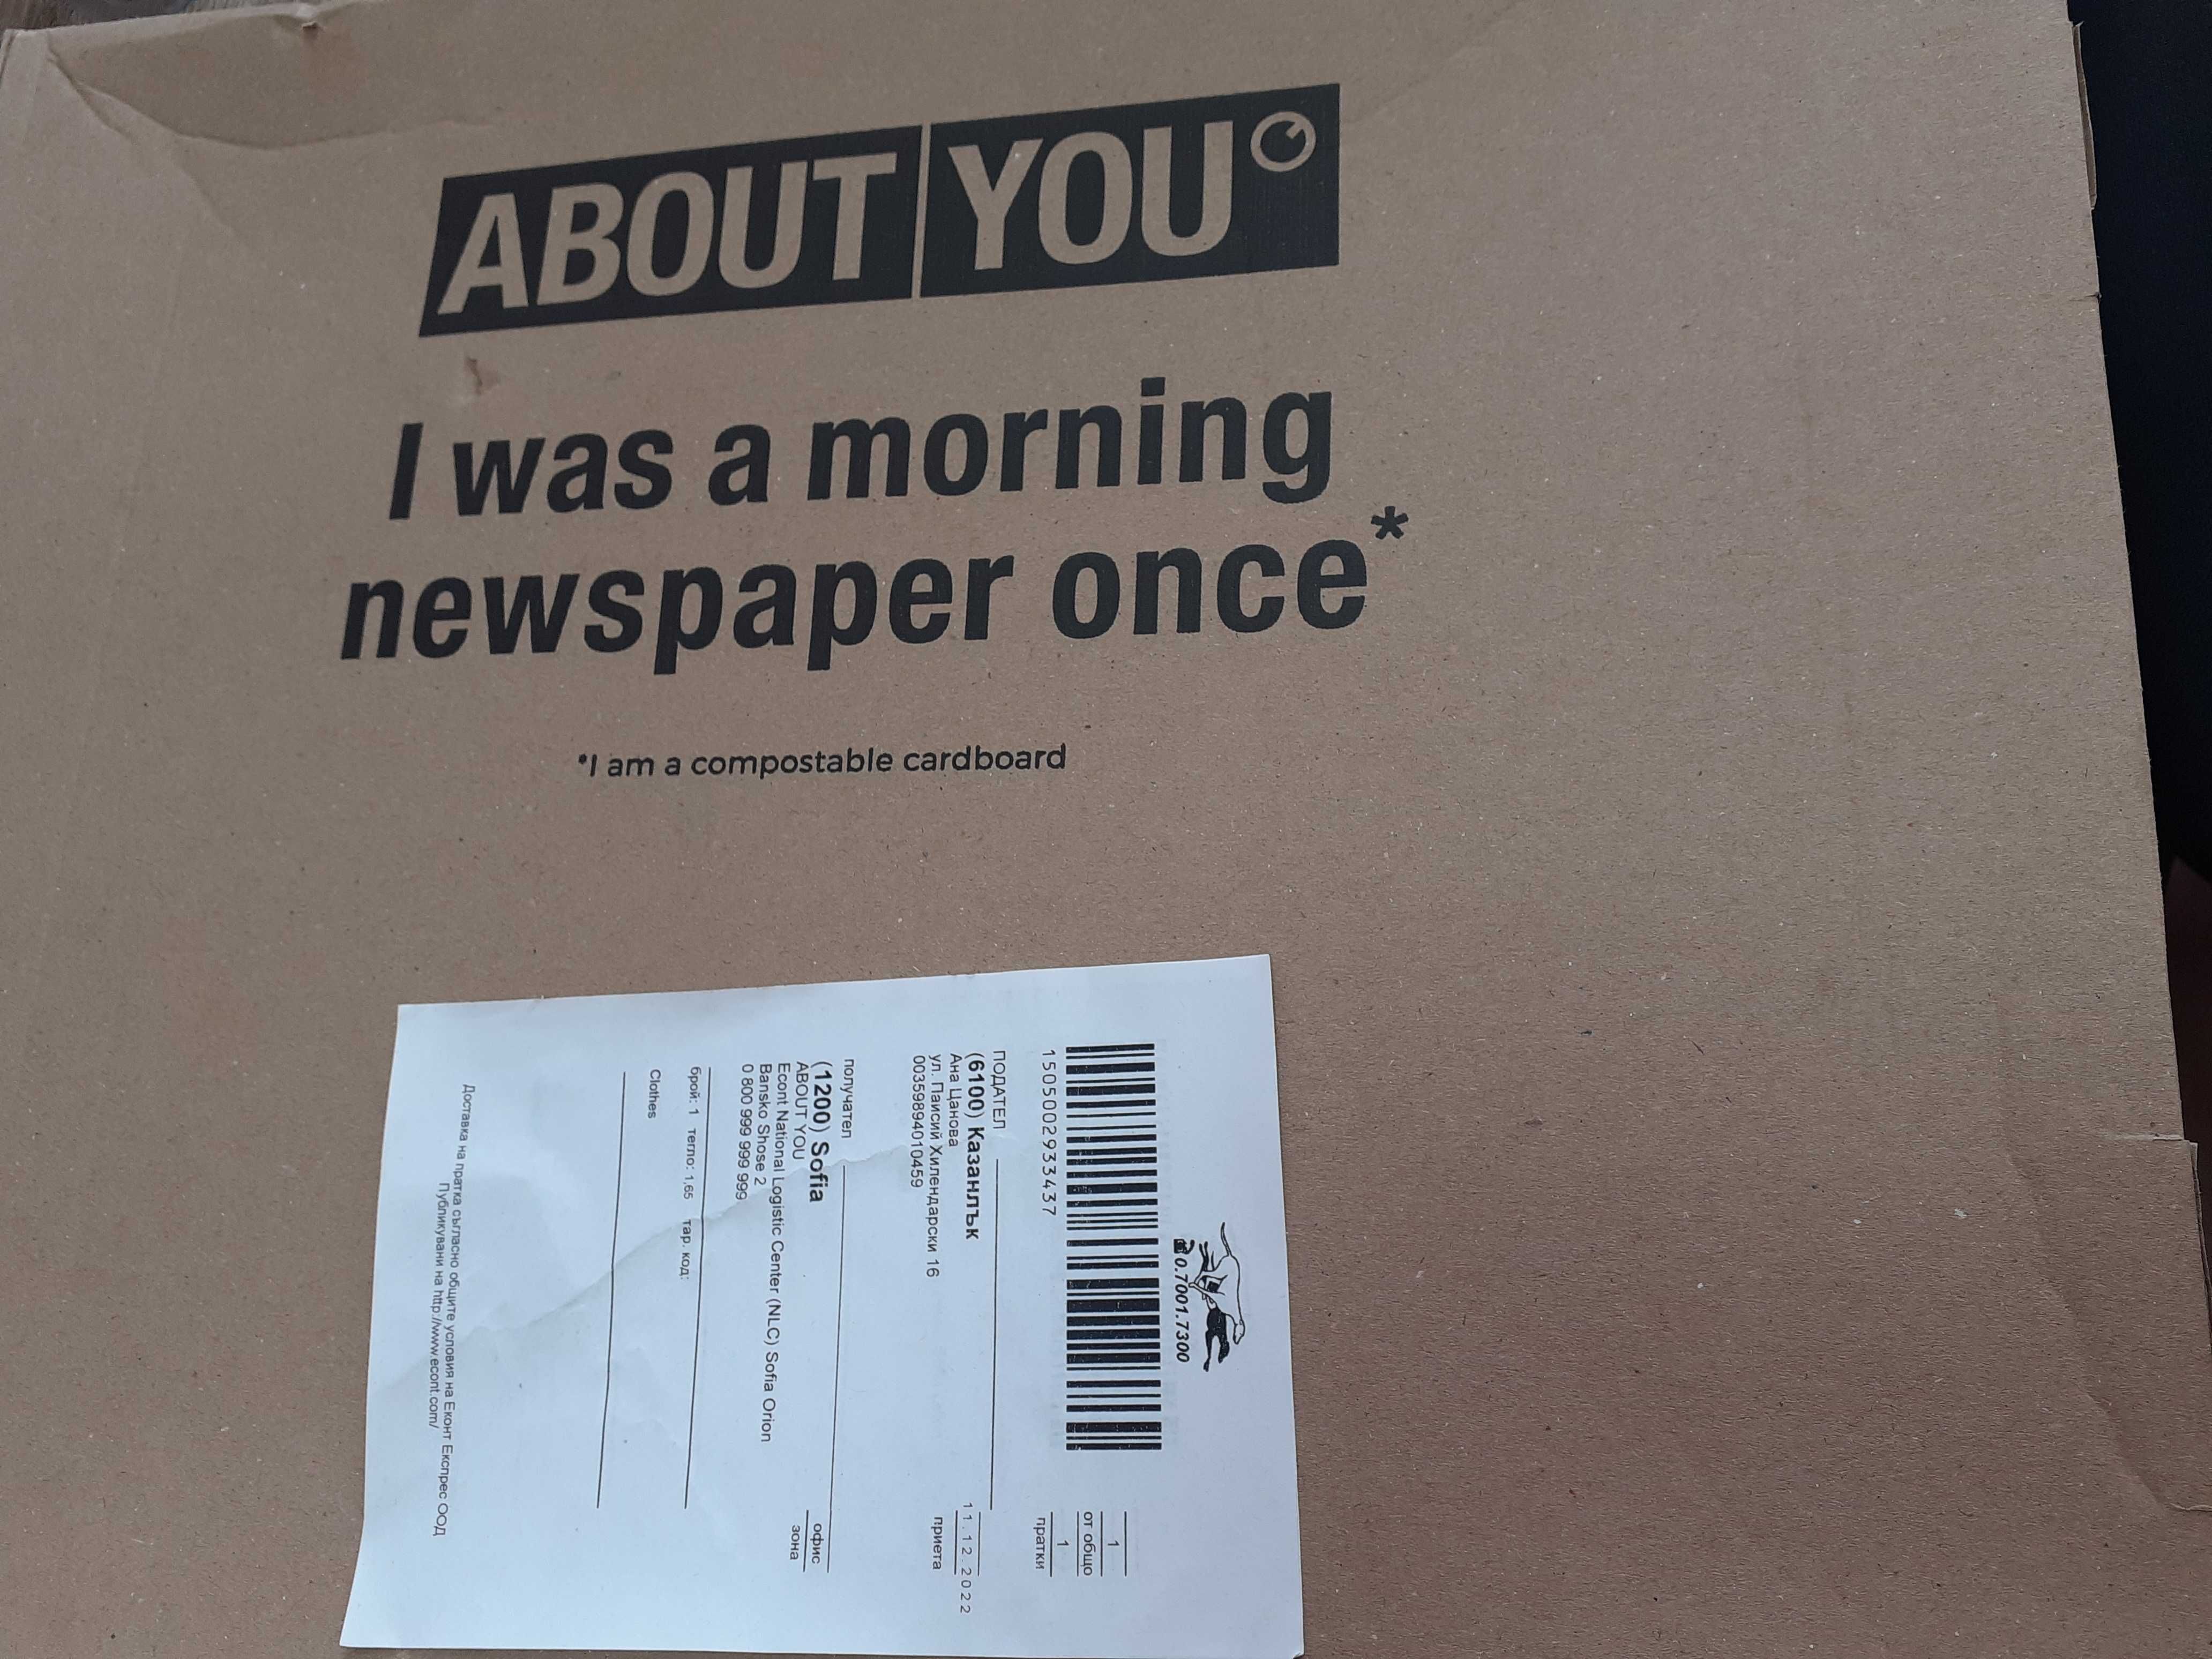 ABOUT YOU
I was a morning
newspaper once*
*I am a compostable cardboard
0.7001.7300
1505002933437
1
от общо
1
пратки
ПОДАТЕЛ
(6100) Казанлък
Ана Цанова
ул. Паисий Хилендарски 16
00359894010459
11.12.2022
приета
получател
(1200) Sofia
ABOUT YOU
Econt National Logistic Center (NLC) Sofia Orion
Bansko Shose 2
0 800 999 999 999
офис
зона
брой: 1 тегло: 1,65 тар. код:
Clothes
Доставка на пратка съгласно общите условия на Еконт Експрес ООД
Публикувани на http://www.econt.com/